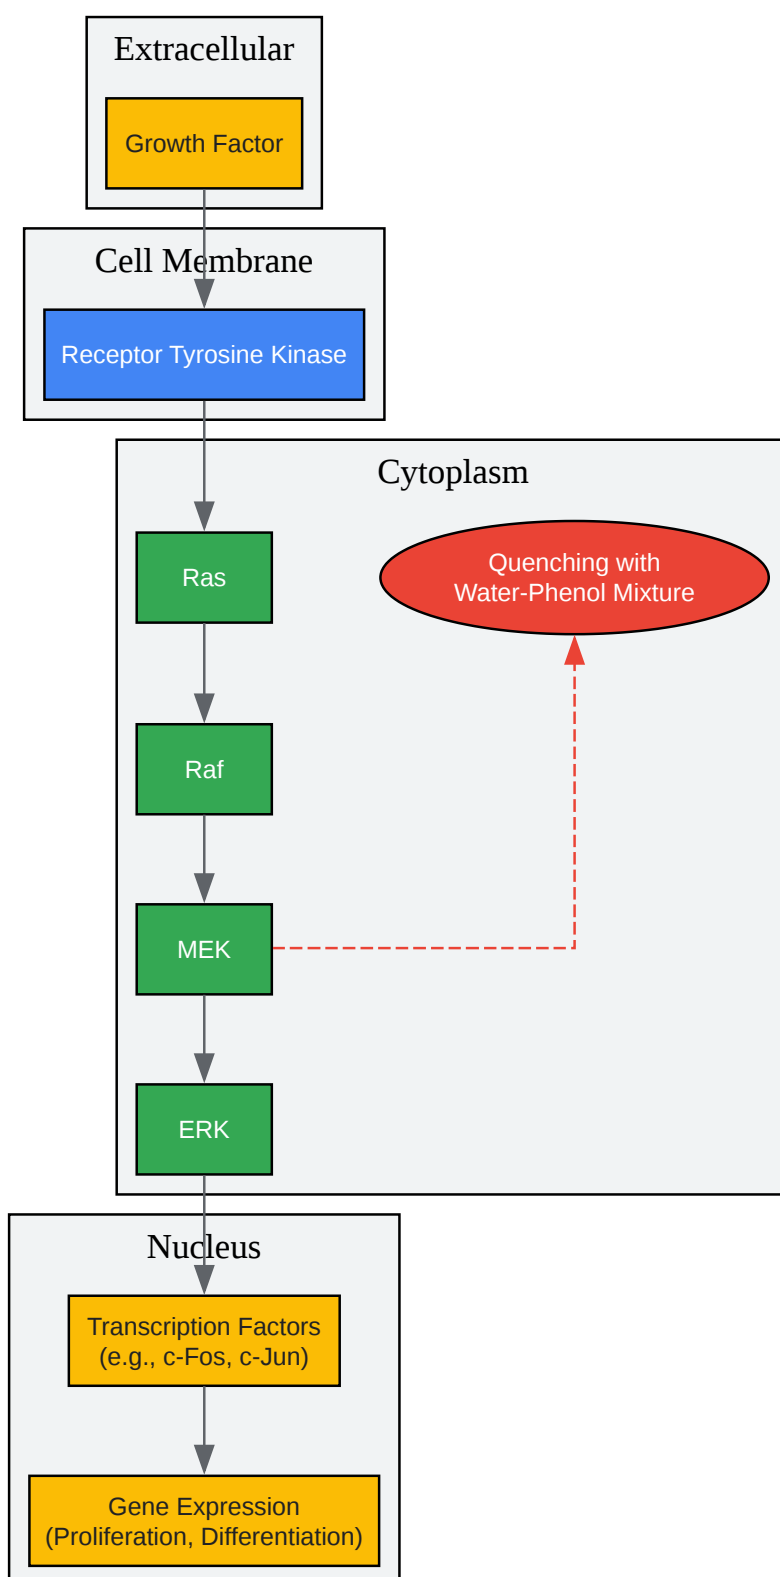 Extracellular
Growth Factor
Cell Membrane
Receptor Tyrosine Kinase
Cytoplasm
Ras
Quenching with
Water-Phenol Mixture
Raf
MEK
ERK
Nucleus
Transcription Factors
(e.g., c-Fos, c-Jun)
Gene Expression
(Proliferation, Differentiation)